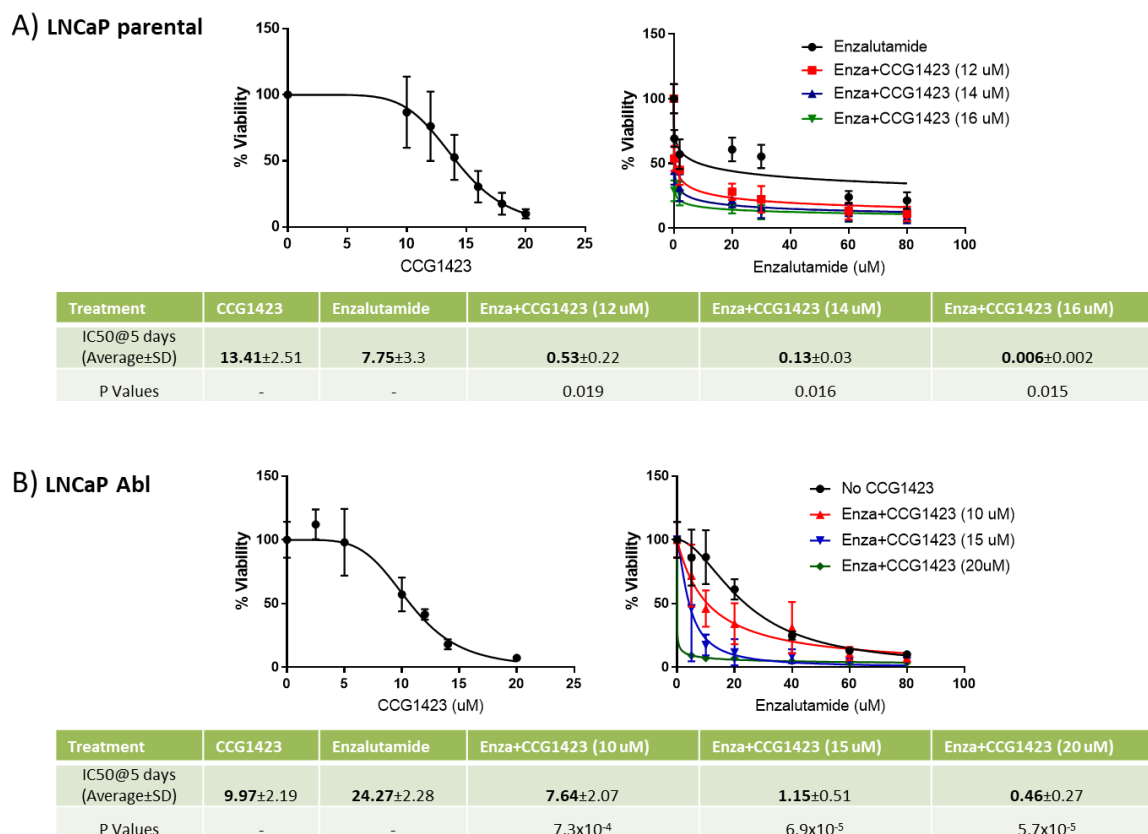 A) LNCaP parental
150
100
50
0
% Viability
0 5 10 15 20 25
CCG1423
150
100
50
0
% Viability
0 20 40 60 80 100
Enzalutamide (uM)
Enzalutamide
Enza+CCG1423 (12 uM)
Enza+CCG1423 (14 uM)
Enza+CCG1423 (16 uM)
Treatment CCG1423 Enzalutamide Enza+CCG1423 (12 uM) Enza+CCG1423 (14 uM) Enza+CCG1423 (16 uM)
IC50@5 days
(Average±SD) 13.41±2.51 7.75±3.3 0.53±0.22 0.13±0.03 0.006±0.002
P Values - - 0.019 0.016 0.015
B) LNCaP Abl
150
100
50
0
% Viability
0 5 10 15 20 25
CCG1423 (uM)
150
100
50
0
% Viability
0 20 40 60 80 100
Enzalutamide (uM)
No CCG1423
Enza+CCG1423 (10 uM)
Enza+CCG1423 (15 uM)
Enza+CCG1423 (20uM)
Treatment CCG1423 Enzalutamide Enza+CCG1423 (10 uM) Enza+CCG1423 (15 uM) Enza+CCG1423 (20 uM)
IC50@5 days
(Average±SD) 9.97±2.19 24.27±2.28 7.64±2.07 1.15±0.51 0.46±0.27
P Values - - 7.3x10⁻⁴ 6.9x10⁻⁵ 5.7x10⁻⁵